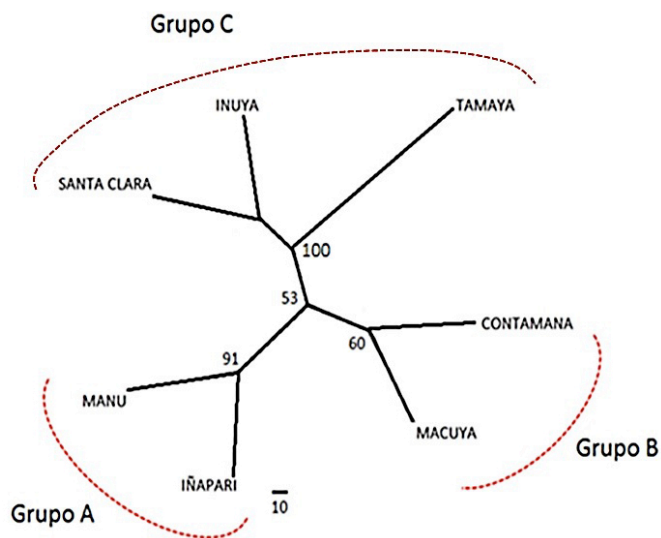 Grupo C
INUYA
TAMAYA
SANTA CLARA
100
53
CONTAMANA
60
91
MANU
MACUYA
Grupo B
IÑAPARI
10
Grupo A